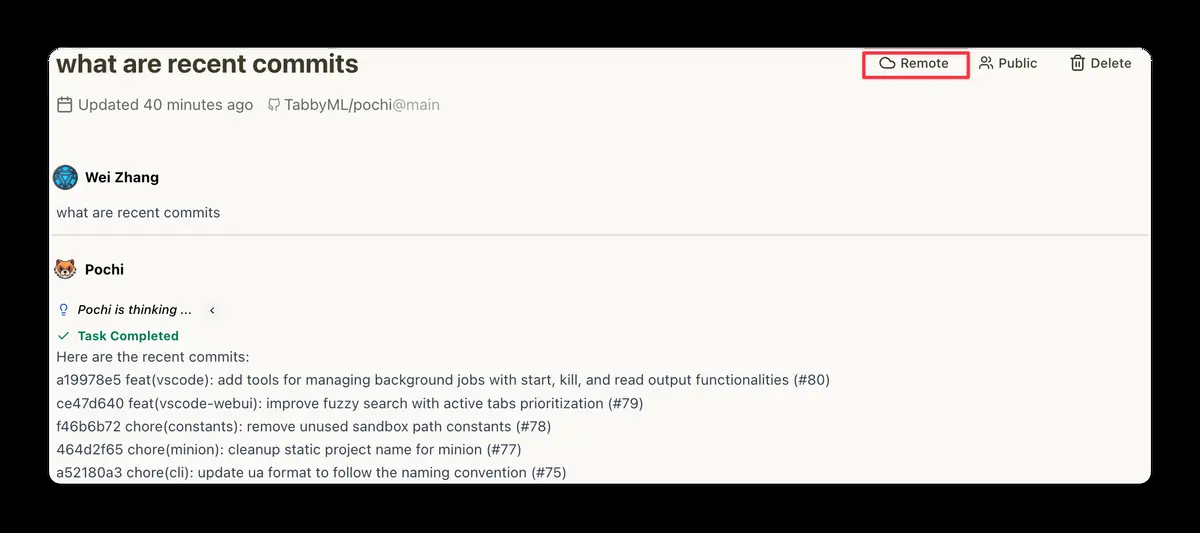 what are recent commits
Remote
Public
Delete
Updated 40 minutes ago
TabbyML/pochi@main
Wei Zhang
what are recent commits
Pochi
Pochi is thinking ...
Task Completed
Here are the recent commits:
a19978e5 feat(vscode): add tools for managing background jobs with start, kill, and read output functionalities (#80)
ce47d640 feat(vscode-webui): improve fuzzy search with active tabs prioritization (#79)
f46b6b72 chore(constants): remove unused sandbox path constants (#78)
464d2f65 chore(minion): cleanup static project name for minion (#77)
a52180a3 chore(cli): update ua format to follow the naming convention (#75)